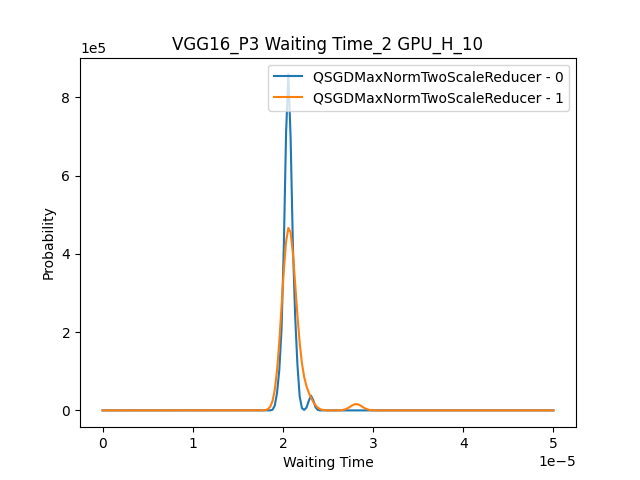 VGG16_P3 Waiting Time_2 GPU_H_10
1e5
QSGDMaxNormTwoScaleReducer - 0
QSGDMaxNormTwoScaleReducer - 1
8
6
4
2
0
Probability
0 1 2 3 4 5
1e−5
Waiting Time